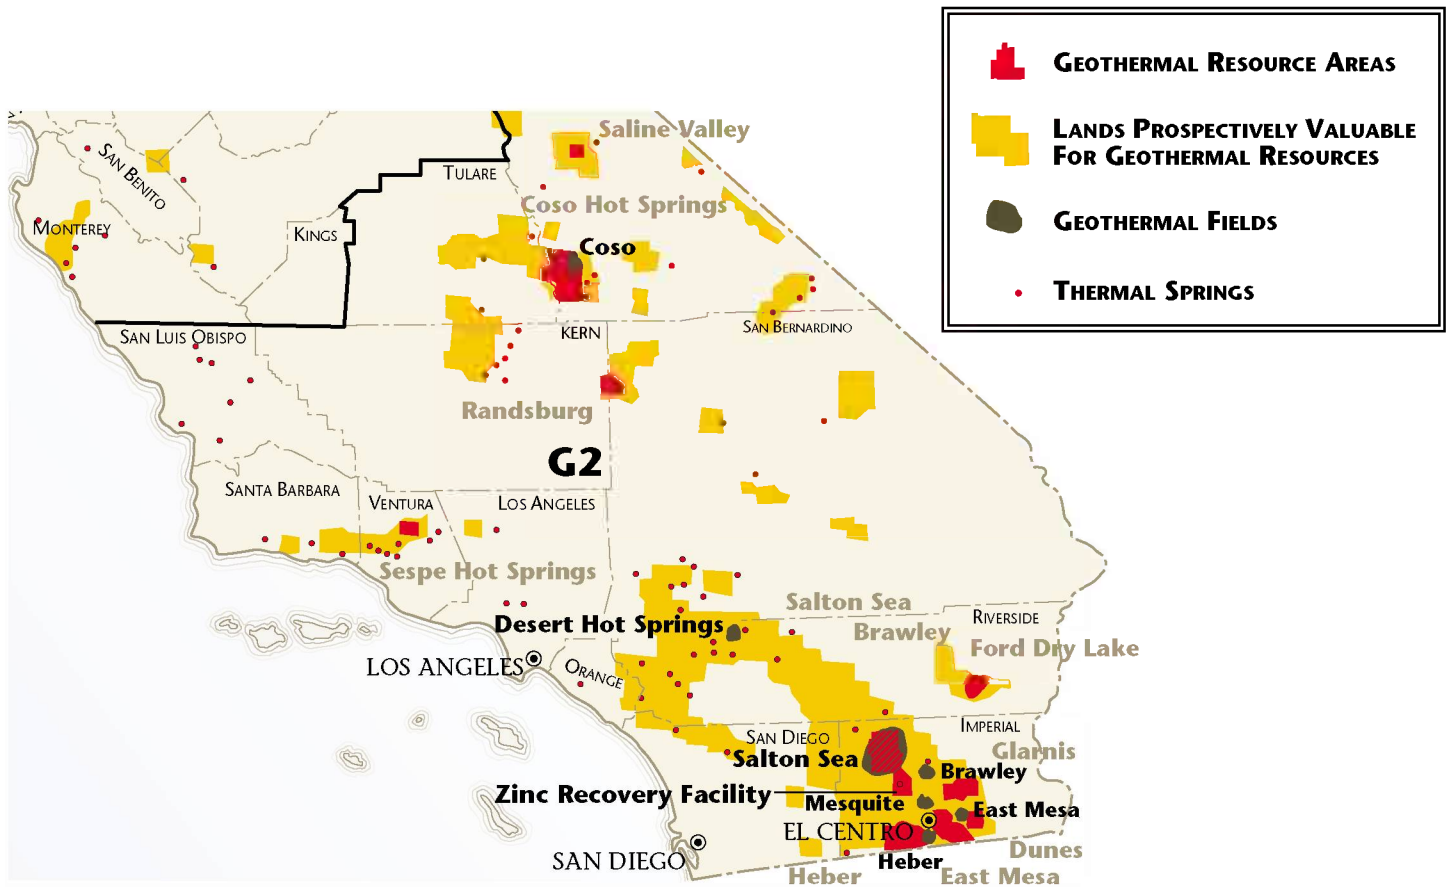 GEOTHERMAL RESOURCE AREAS
LANDS PROSPECTIVELY VALUABLE
FOR GEOTHERMAL RESOURCES
GEOTHERMAL FIELDS
THERMAL SPRINGS
Saline Valley
SAN BENITO
TULARE
Coso Hot Springs
MONTEREY
KINGS
Coso
SAN LUIS OBISPO
KERN
SAN BERNARDINO
Randsburg
G2
SANTA BARBARA
VENTURA
LOS ANGELES
Sespe Hot Springs
Salton Sea
Desert Hot Springs
Brawley
RIVERSIDE
Ford Dry Lake
LOS ANGELES
ORANGE
IMPERIAL
SAN DIEGO
Glamis
Salton Sea
Brawley
Zinc Recovery Facility
Mesquite
East Mesa
EL CENTRO
SAN DIEGO
Heber
Dunes
Heber
East Mesa